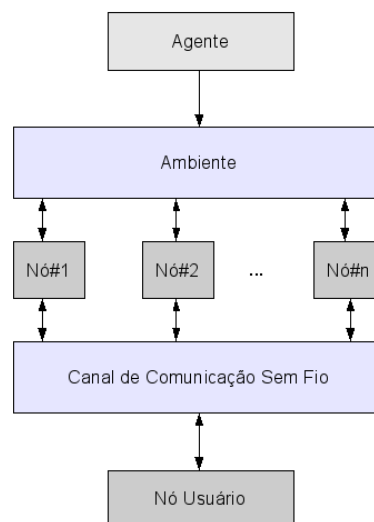 Agente
Ambiente
Nó#1 Nó#2 ... Nó#n
Canal de Comunicação Sem Fio
Nó Usuário